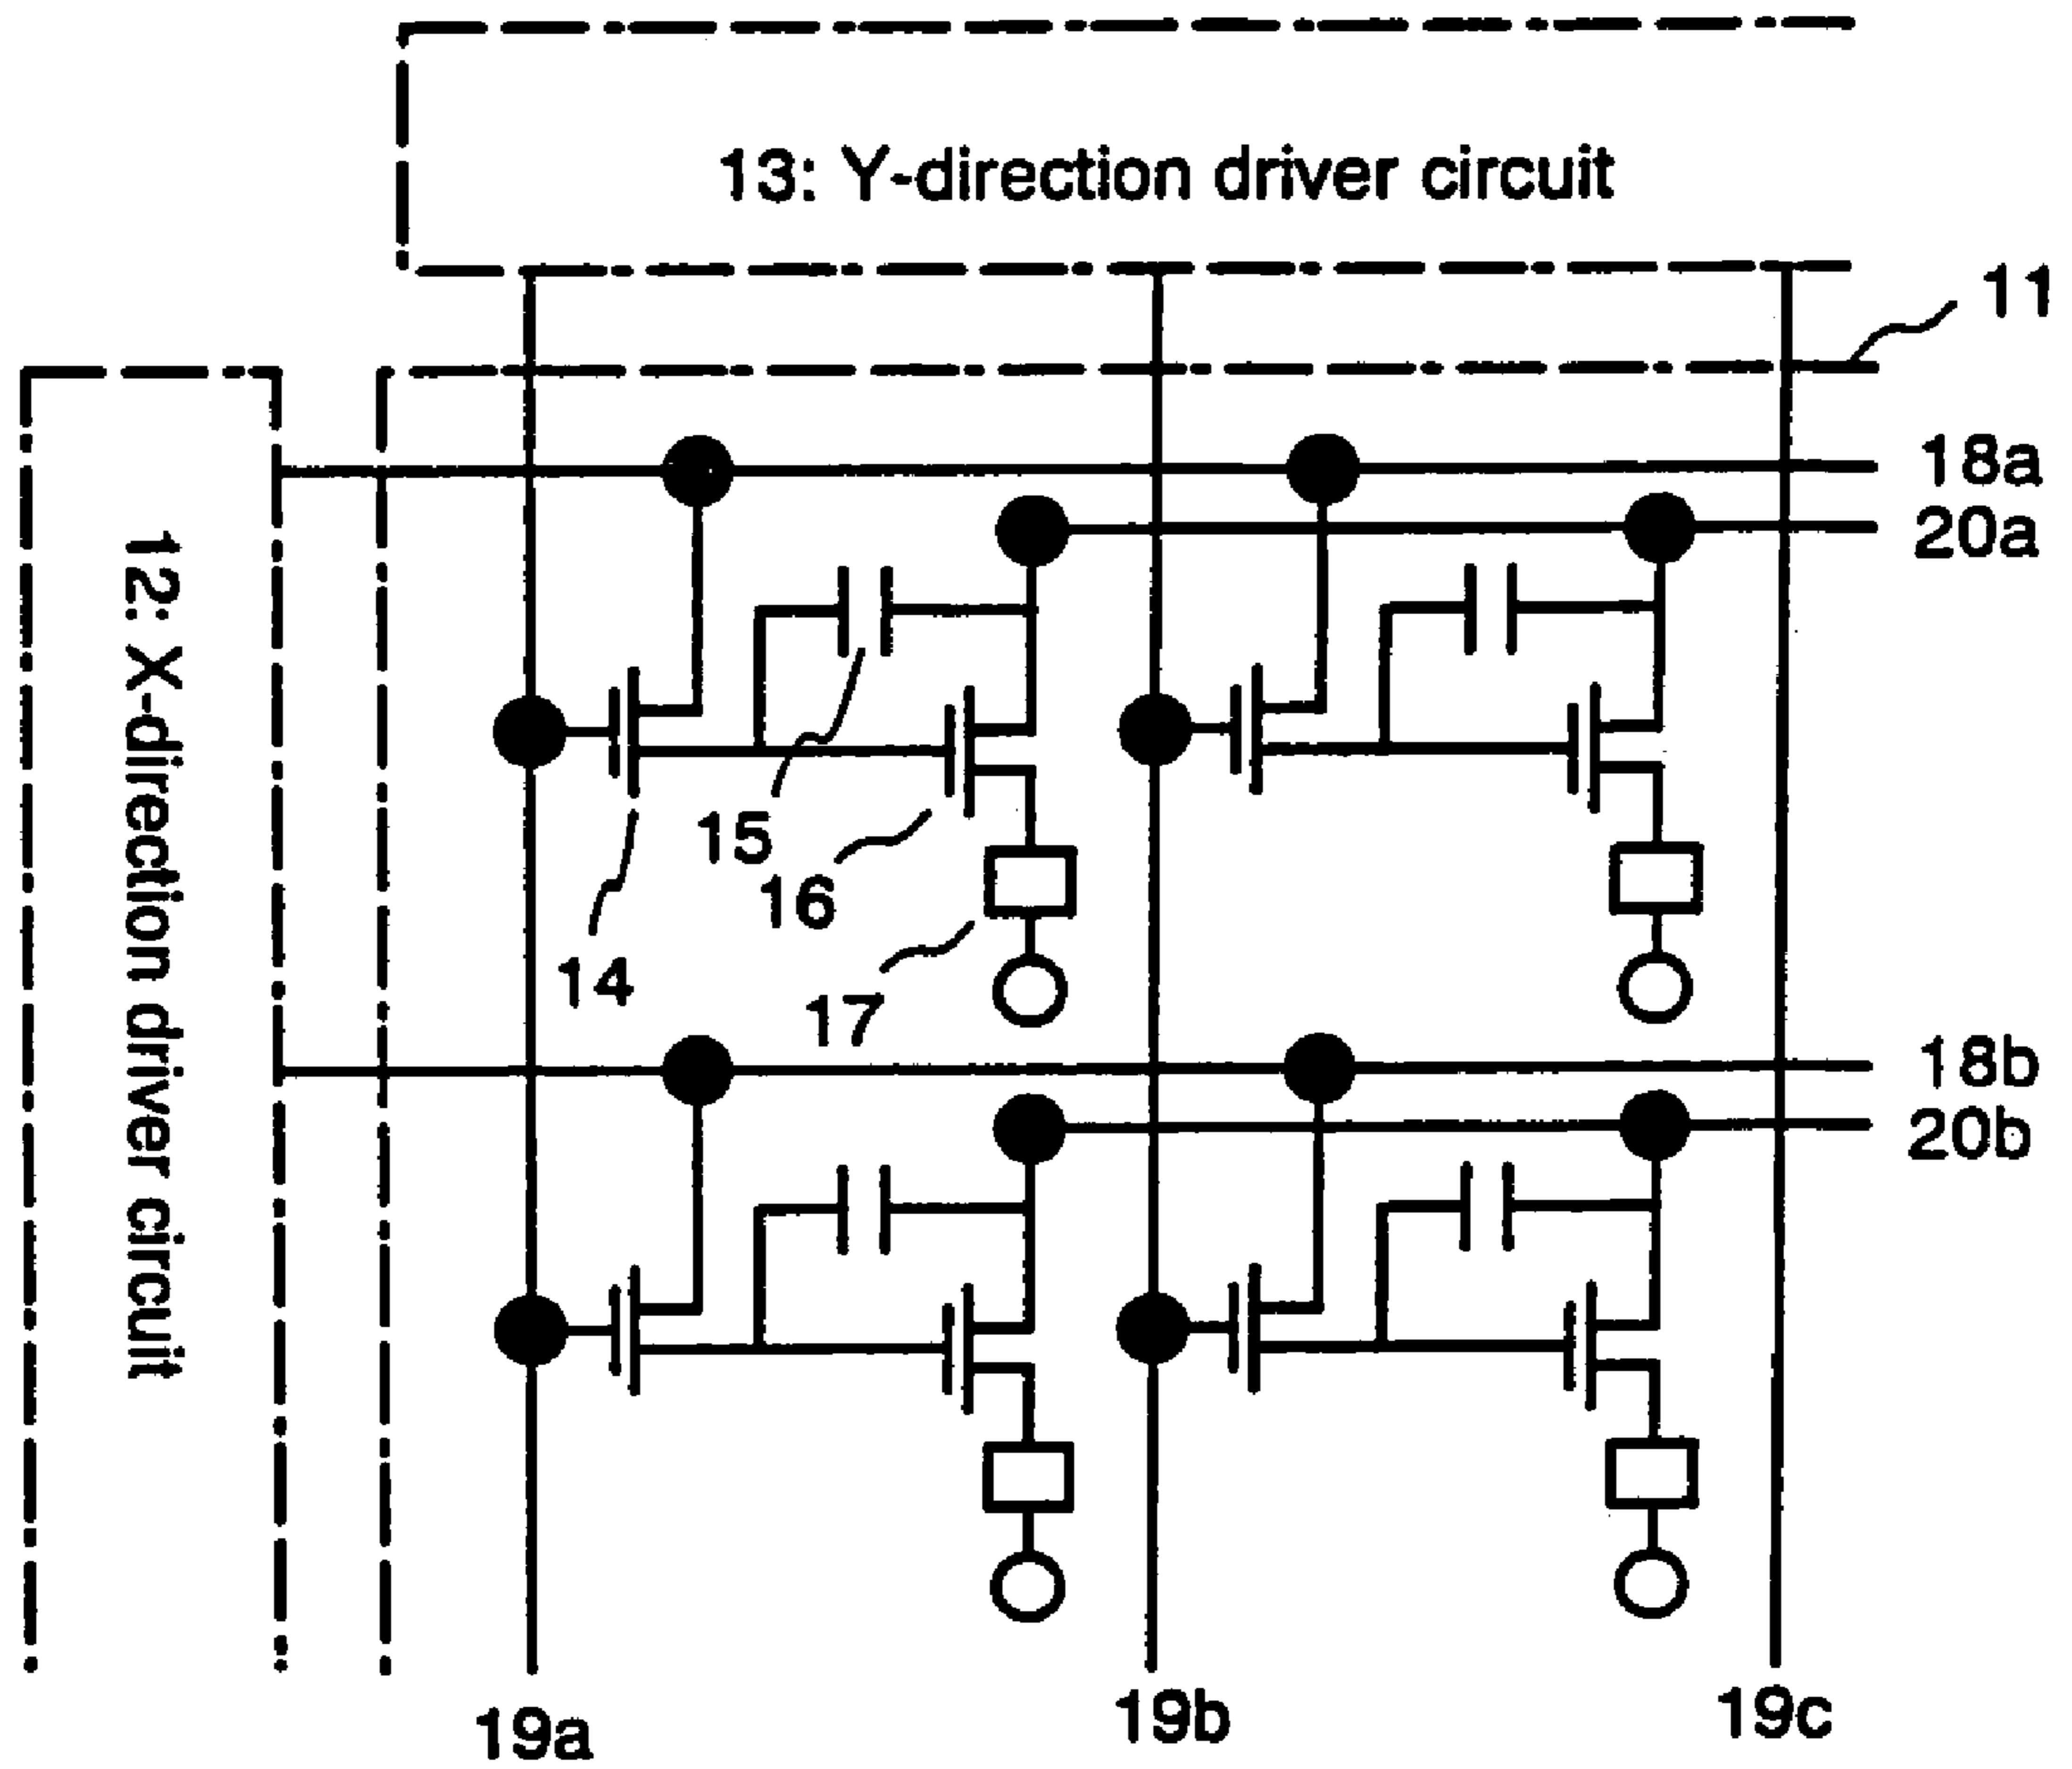 13: Y-direction driver circuit
11
18a
20a
12: X-direction driver circuit
15
16
14
17
18b
20b
19a
19b
19c